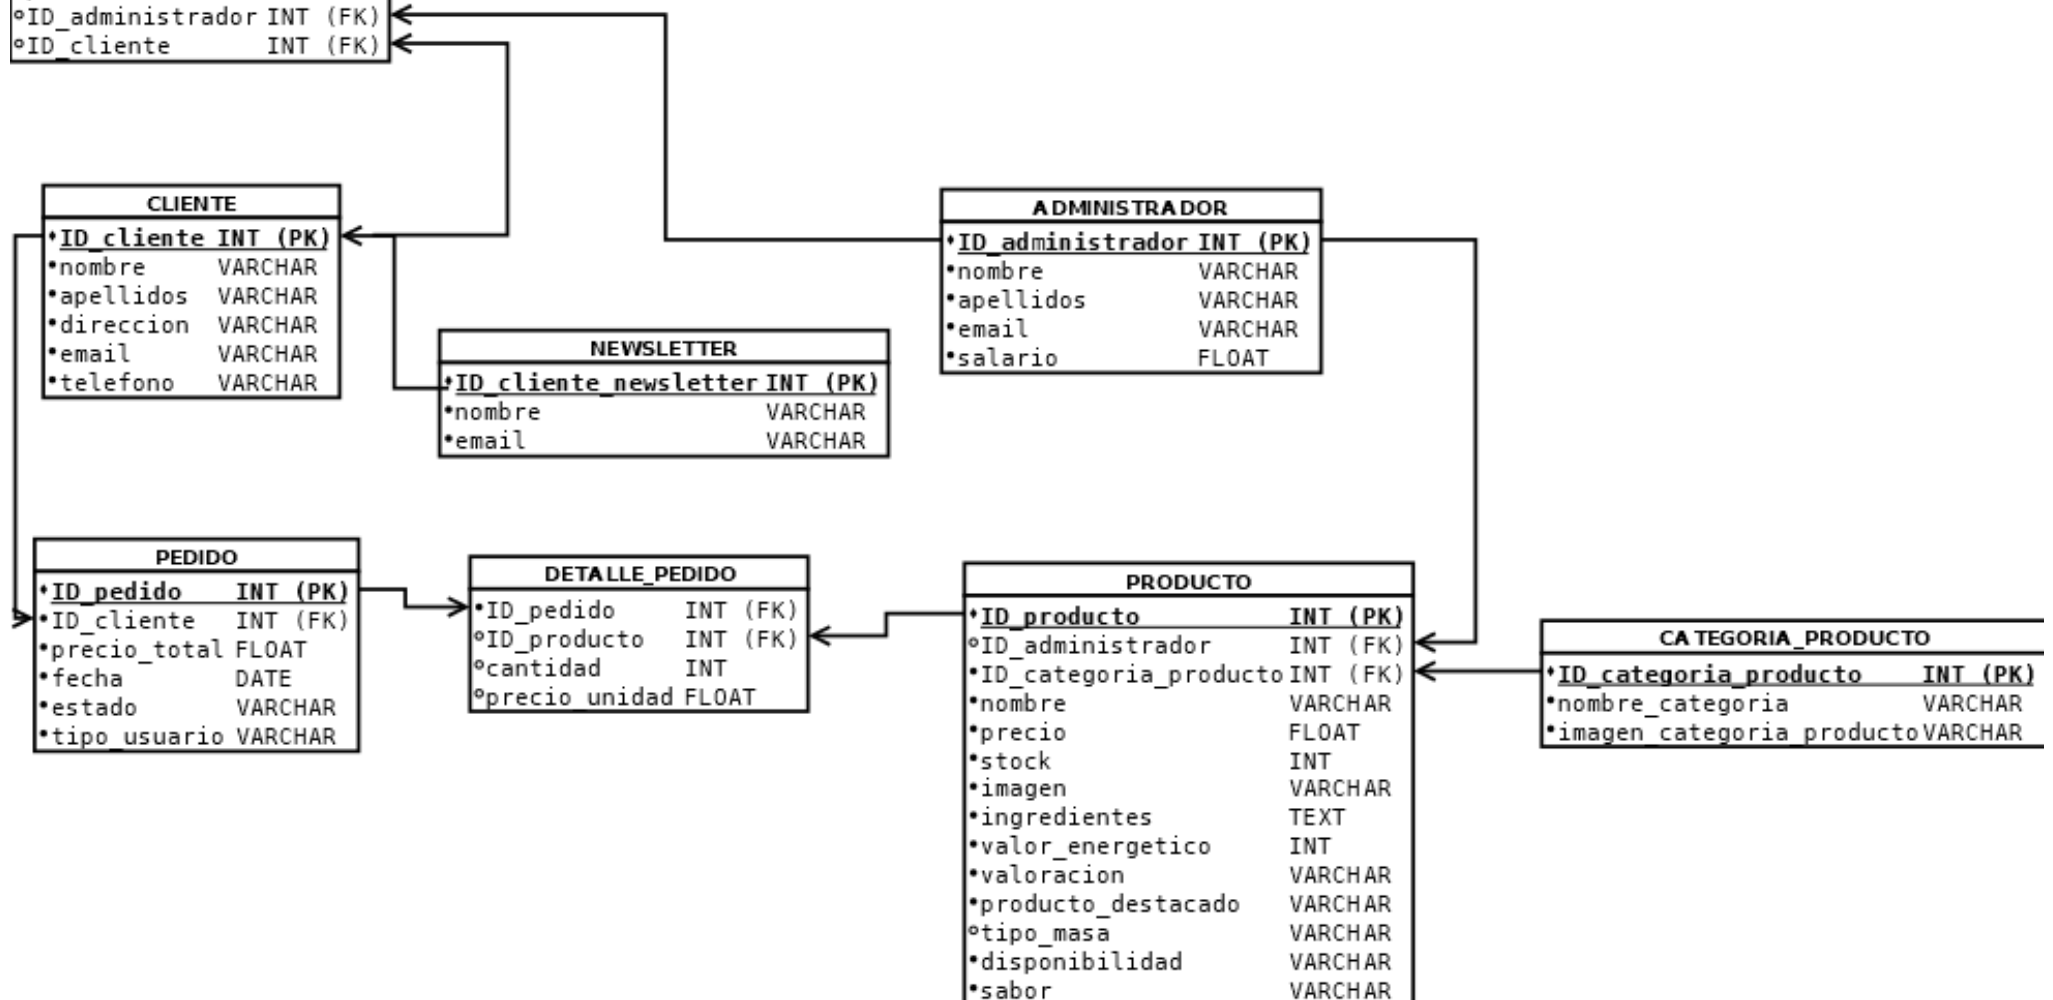 ID_administrador INT (FK)
ID_cliente INT (FK)
CLIENTE
ID_cliente INT (PK)
nombre VARCHAR
apellidos VARCHAR
direccion VARCHAR
email VARCHAR
telefono VARCHAR
NEWSLETTER
ID_cliente_newsletter INT (PK)
nombre VARCHAR
email VARCHAR
ADMINISTRADOR
ID_administrador INT (PK)
nombre VARCHAR
apellidos VARCHAR
email VARCHAR
salario FLOAT
PEDIDO
ID_pedido INT (PK)
ID_cliente INT (FK)
precio_total FLOAT
fecha DATE
estado VARCHAR
tipo_usuario VARCHAR
DETALLE_PEDIDO
ID_pedido INT (FK)
ID_producto INT (FK)
cantidad INT
precio_unidad FLOAT
PRODUCTO
ID_producto INT (PK)
ID_administrador INT (FK)
ID_categoria_producto INT (FK)
nombre VARCHAR
precio FLOAT
stock INT
imagen VARCHAR
ingredientes TEXT
valor_energetico INT
valoracion VARCHAR
producto_destacado VARCHAR
tipo_masa VARCHAR
disponibilidad VARCHAR
sabor VARCHAR
CATEGORIA_PRODUCTO
ID_categoria_producto INT (PK)
nombre_categoria VARCHAR
imagen_categoria_producto VARCHAR